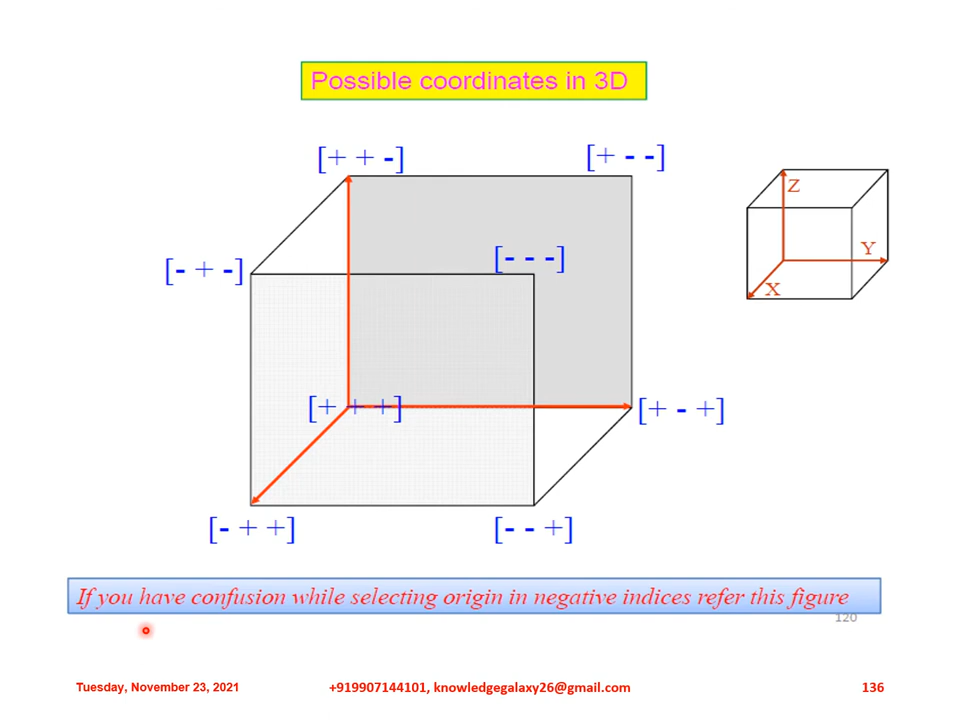 Possible coordinates in 3D
[+ + -]
[+ - -]
Z
[- + -]
[- - -]
Y
X
[+ + +]
[+ - +]
[- + +]
[- - +]
If you have confusion while selecting origin in negative indices refer this figure
120
Tuesday, November 23, 2021 +919907144101, knowledgegalaxy26@gmail.com 136